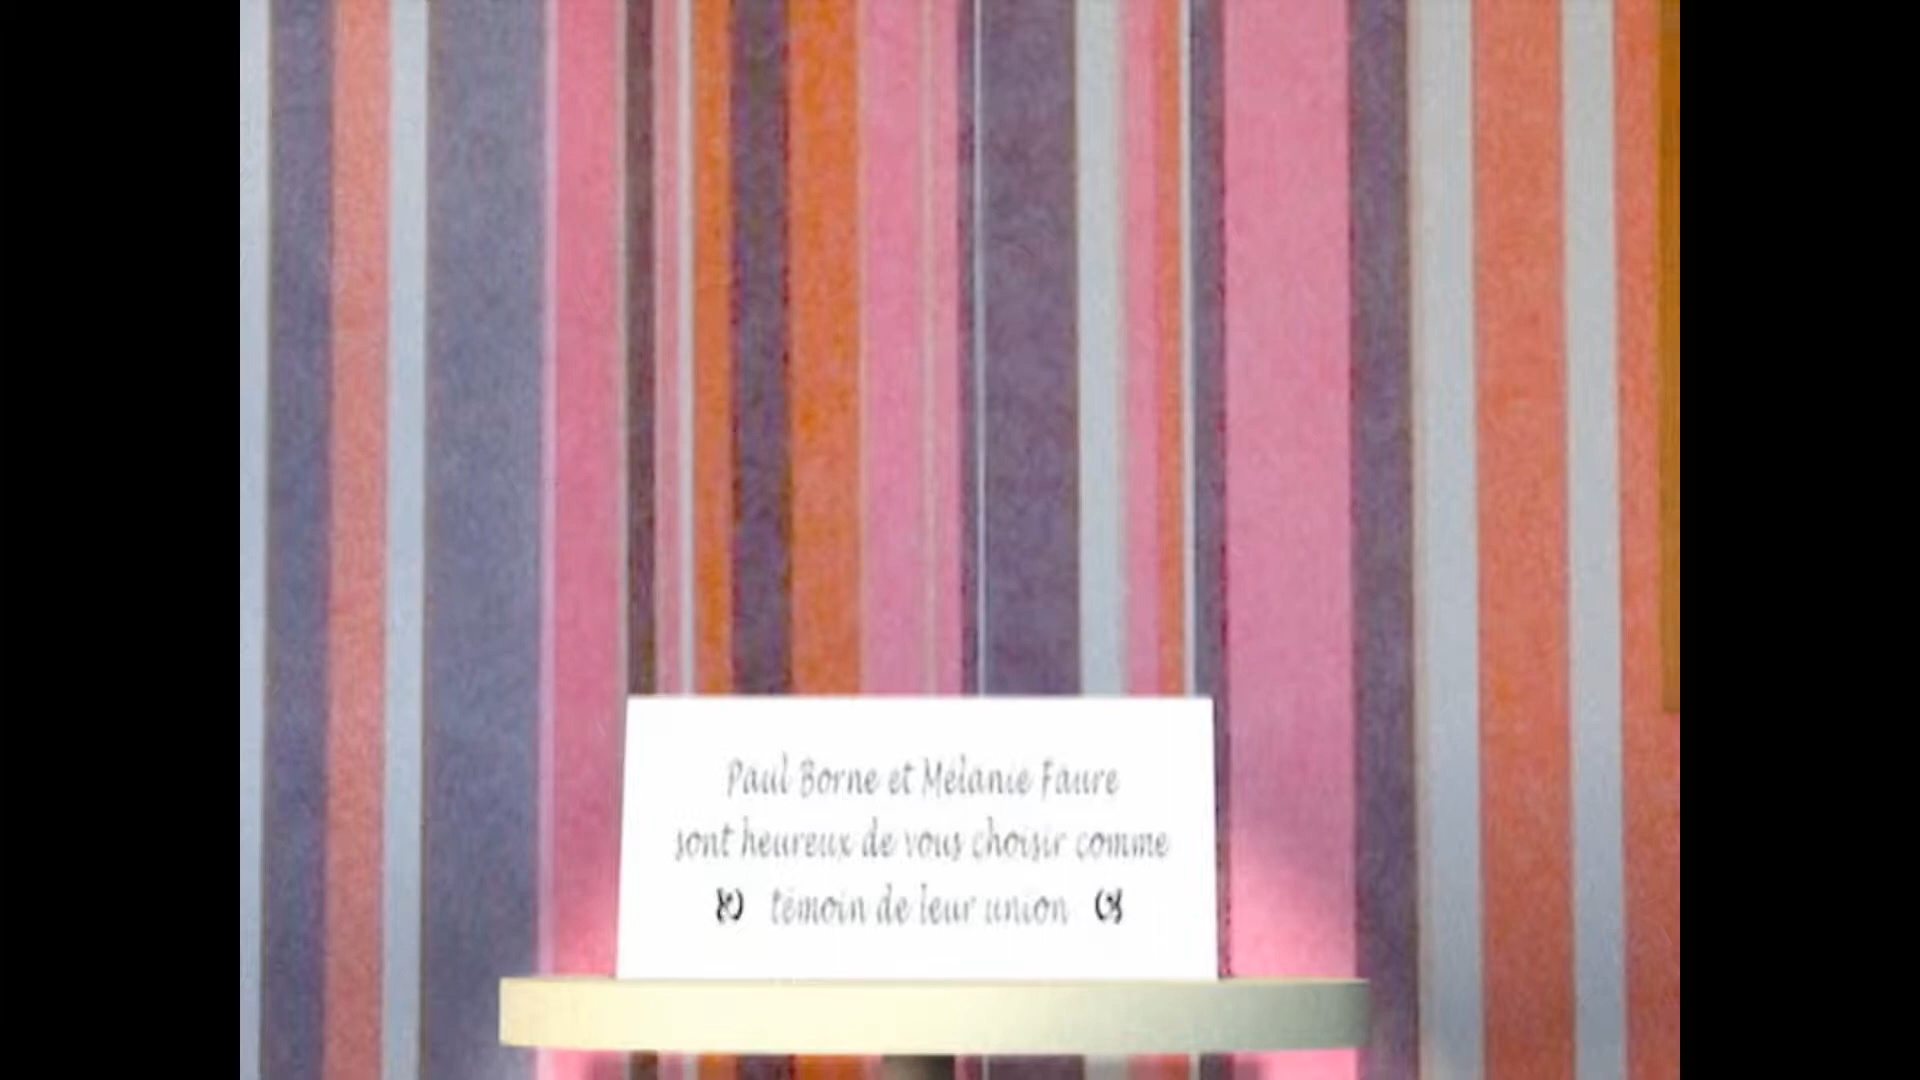 Paul Borne et Mélanie Faure
sont heureux de vous choisir comme
témoin de leur union